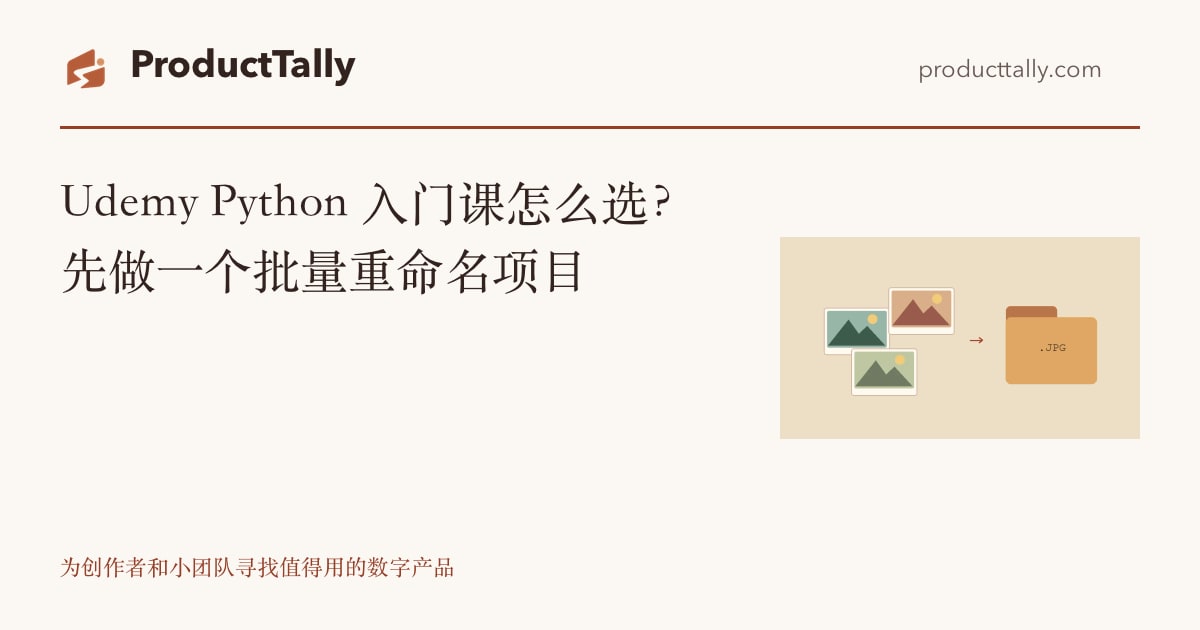 ProductTally
producttally.com
Udemy Python 入门课怎么选?
先做一个批量重命名项目
.JPG
为创作者和小团队寻找值得用的数字产品